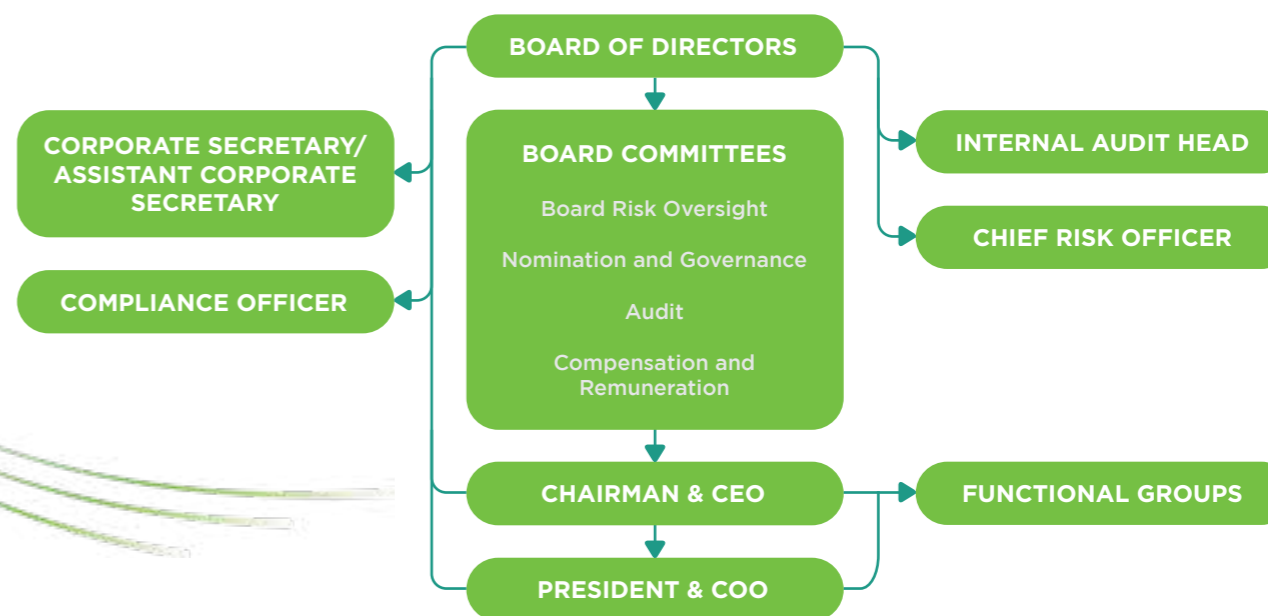 BOARD OF DIRECTORS
CORPORATE SECRETARY/
ASSISTANT CORPORATE
SECRETARY
COMPLIANCE OFFICER
BOARD COMMITTEES
Board Risk Oversight
Nomination and Governance
Audit
Compensation and
Remuneration
INTERNAL AUDIT HEAD
CHIEF RISK OFFICER
CHAIRMAN & CEO
FUNCTIONAL GROUPS
PRESIDENT & COO